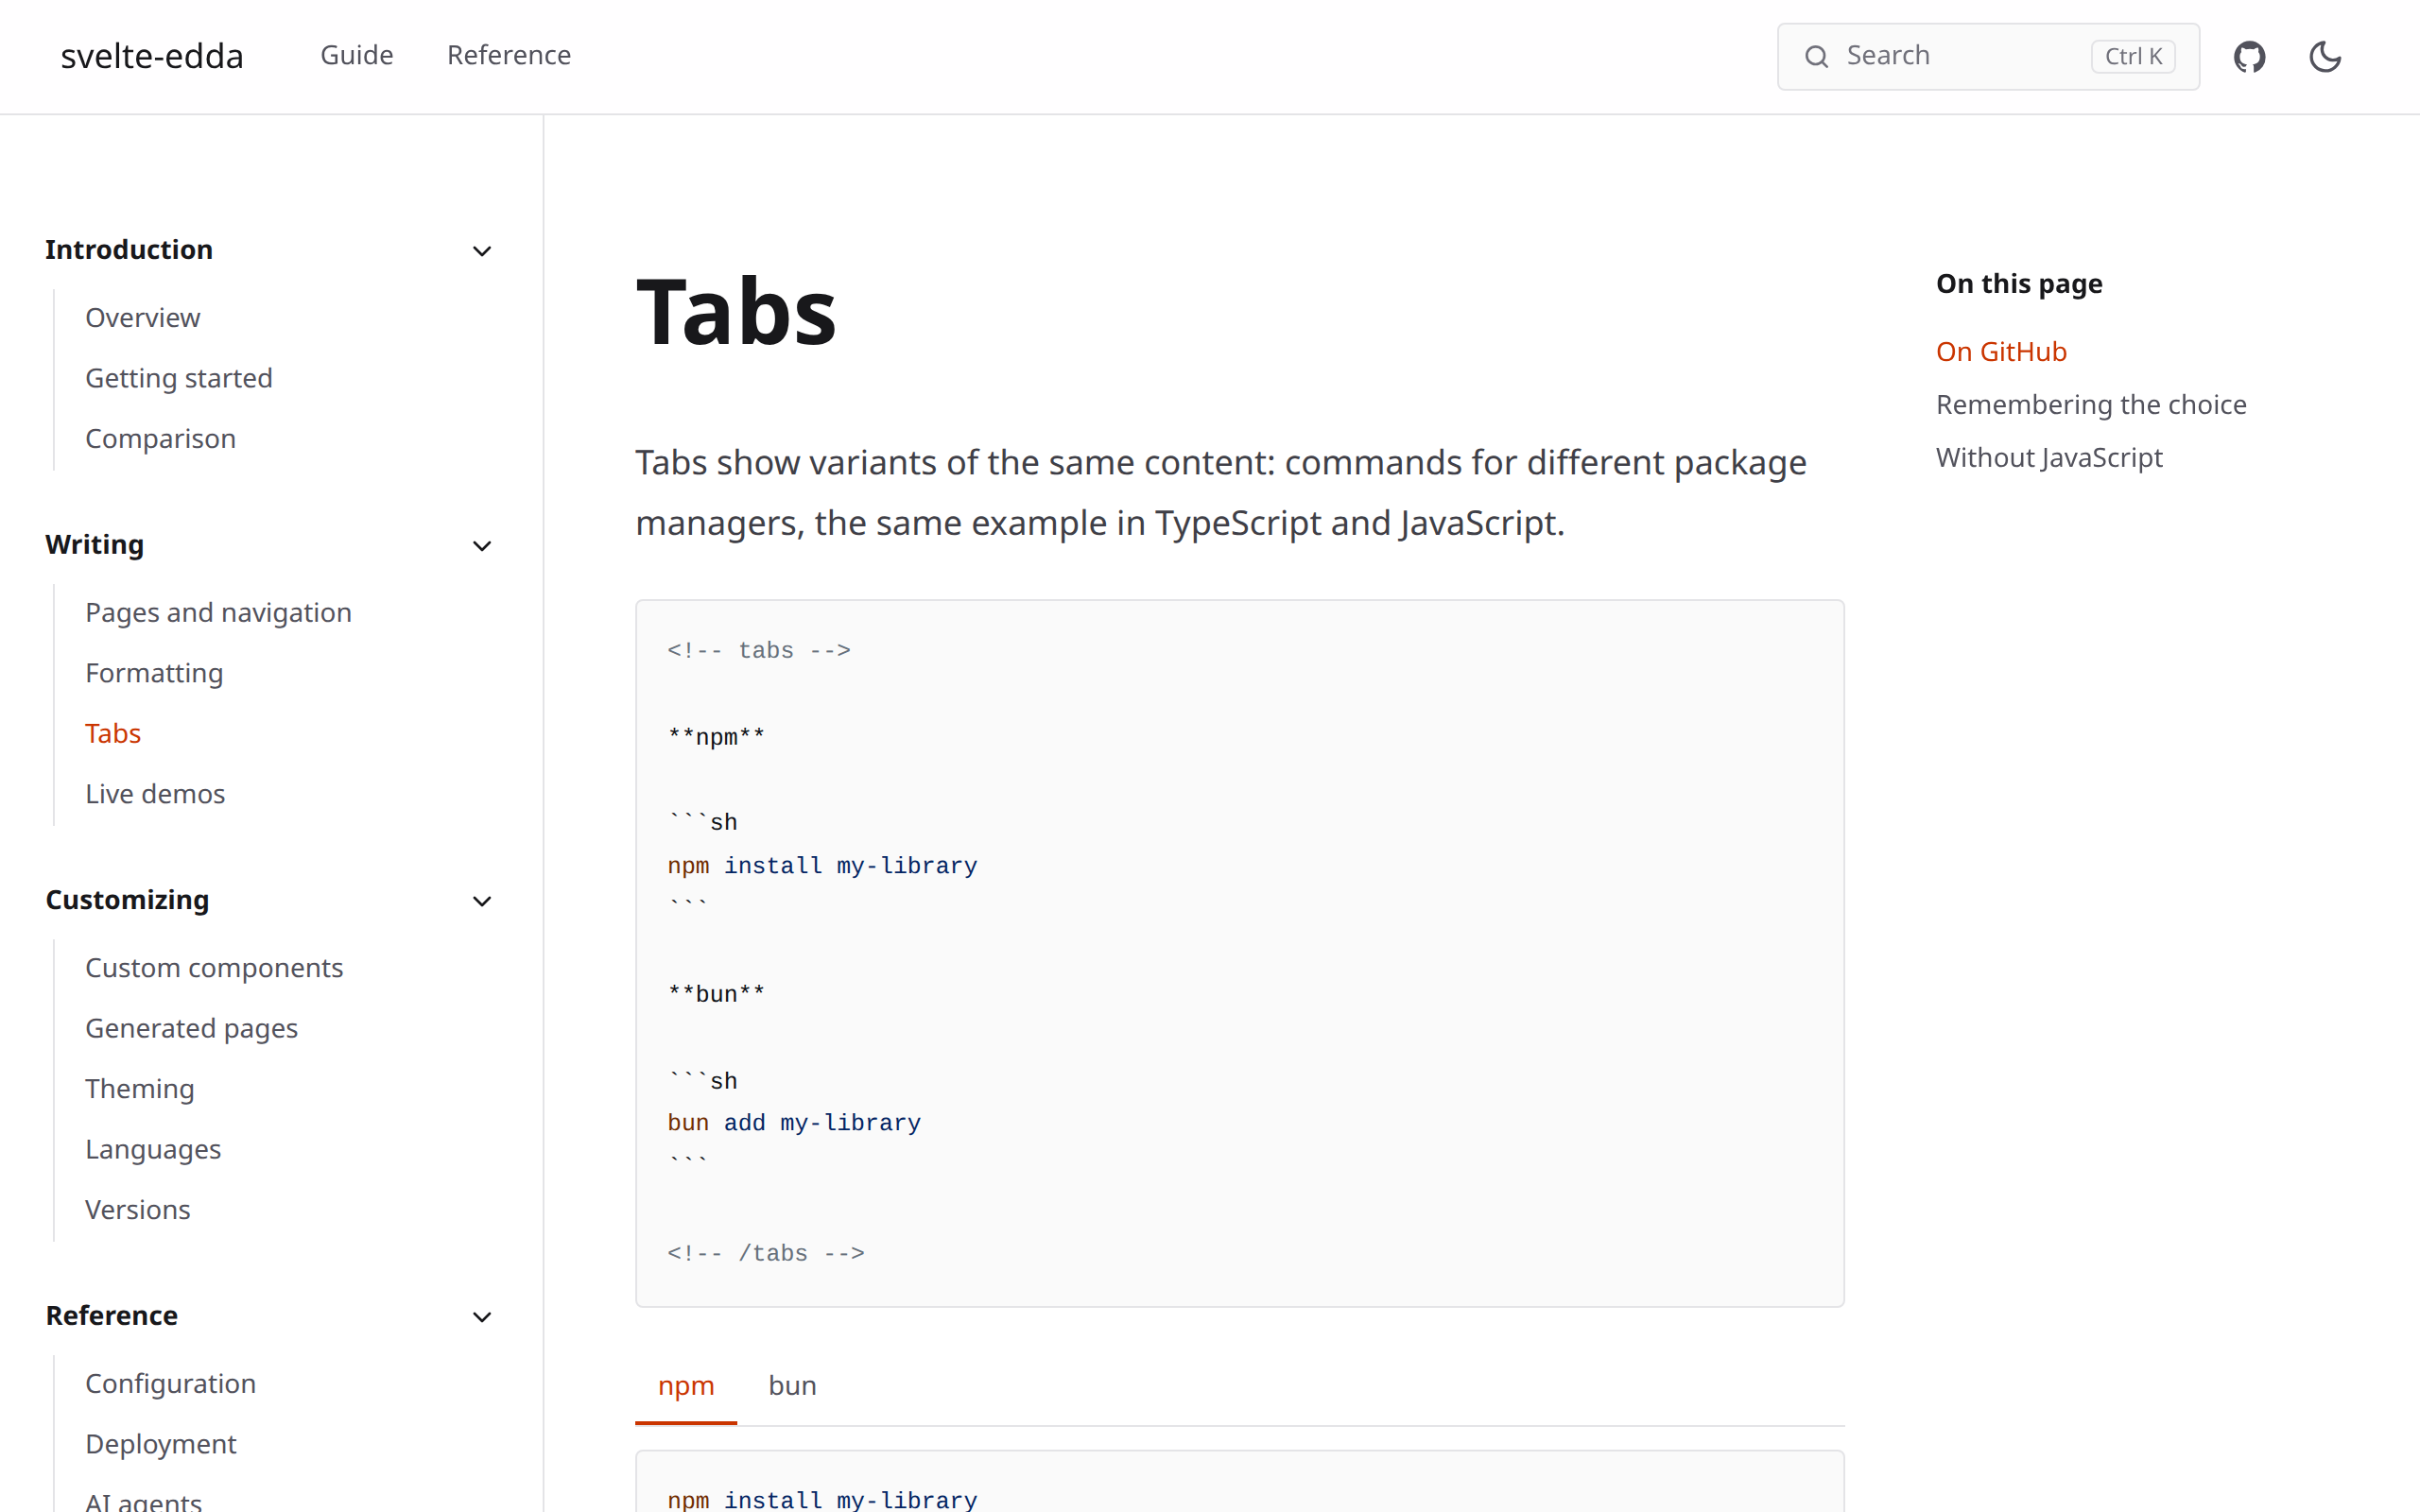 svelte-edda
Guide
Reference
Search
Ctrl K
Introduction
Overview
Getting started
Comparison
Writing
Pages and navigation
Formatting
Tabs
Live demos
Customizing
Custom components
Generated pages
Theming
Languages
Versions
Reference
Configuration
Deployment
AI agents
Tabs
Tabs show variants of the same content: commands for different package
managers, the same example in TypeScript and JavaScript.
<!-- tabs -->
**npm**
```sh
npm install my-library
```
**bun**
```sh
bun add my-library
```
<!-- /tabs -->
npm
bun
npm install my-library
On this page
On GitHub
Remembering the choice
Without JavaScript